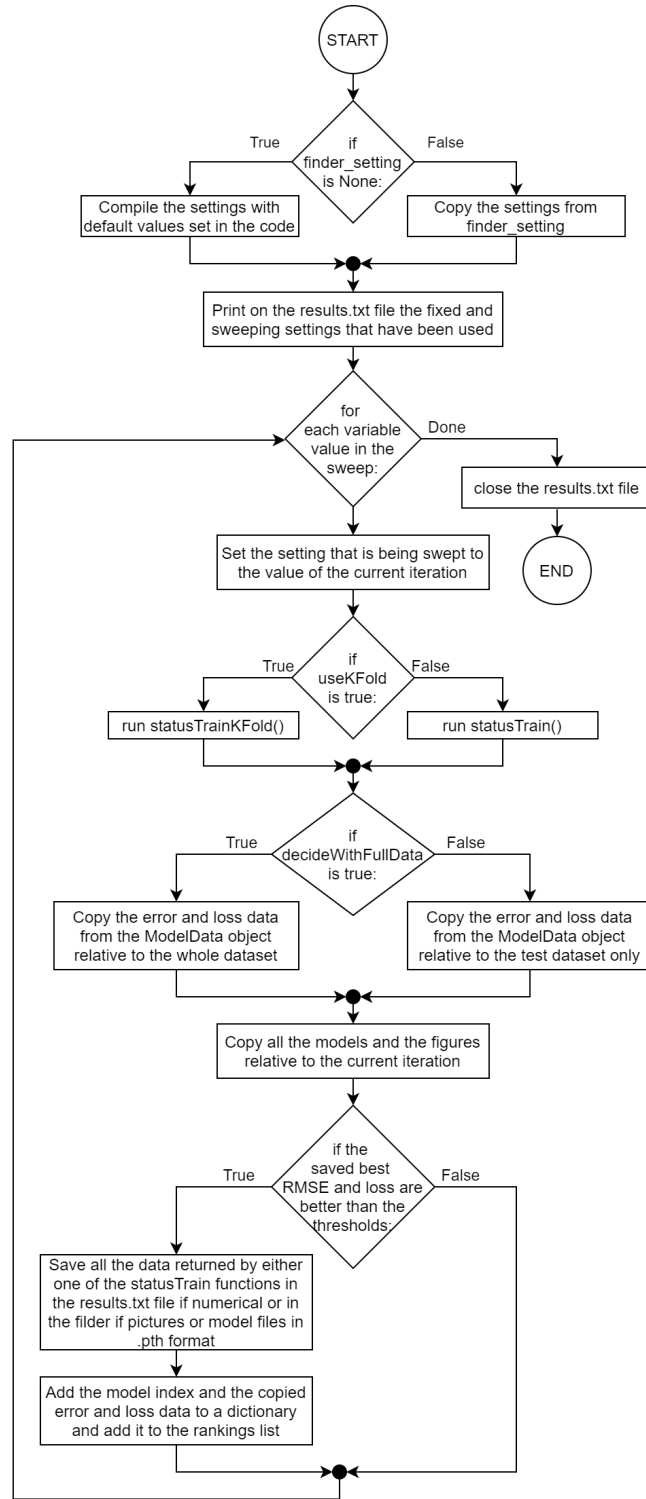 START
True
if
finder_setting
is None:
False
Compile the settings with
default values set in the code
Copy the settings from
finder_setting
Print on the results.txt file the fixed and
sweeping settings that have been used
for
each variable
value in the
sweep:
Done
close the results.txt file
END
Set the setting that is being swept to
the value of the current iteration
True
if
useKFold
is true:
False
run statusTrainKFold()
run statusTrain()
True
if
decideWithFullData
is true:
False
Copy the error and loss data
from the ModelData object
relative to the whole dataset
Copy the error and loss data
from the ModelData object
relative to the test dataset only
Copy all the models and the figures
relative to the current iteration
True
if the
saved best
RMSE and loss are
better than the
thresholds:
False
Save all the data returned by either
one of the statusTrain functions in
the results.txt file if numerical or in
the filder if pictures or model files in
.pth format
Add the model index and the copied
error and loss data to a dictionary
and add it to the rankings list